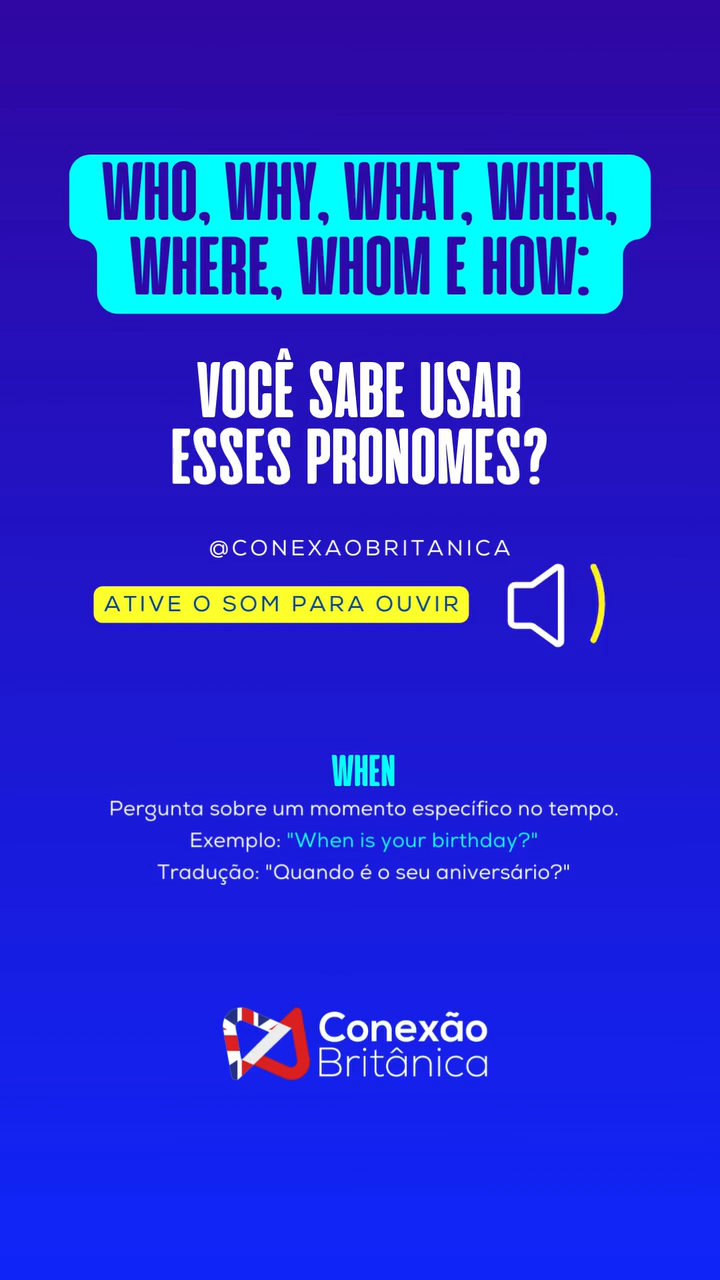 WHO, WHY, WHAT, WHEN,
WHERE, WHOM E HOW:
VOCÊ SABE USAR
ESSES PRONOMES?
@CONEXAOBRITANICA
ATIVE O SOM PARA OUVIR
WHEN
Pergunta sobre um momento específico no tempo.
Exemplo: "When is your birthday?"
Tradução: "Quando é o seu aniversário?"
Conexão
Britânica